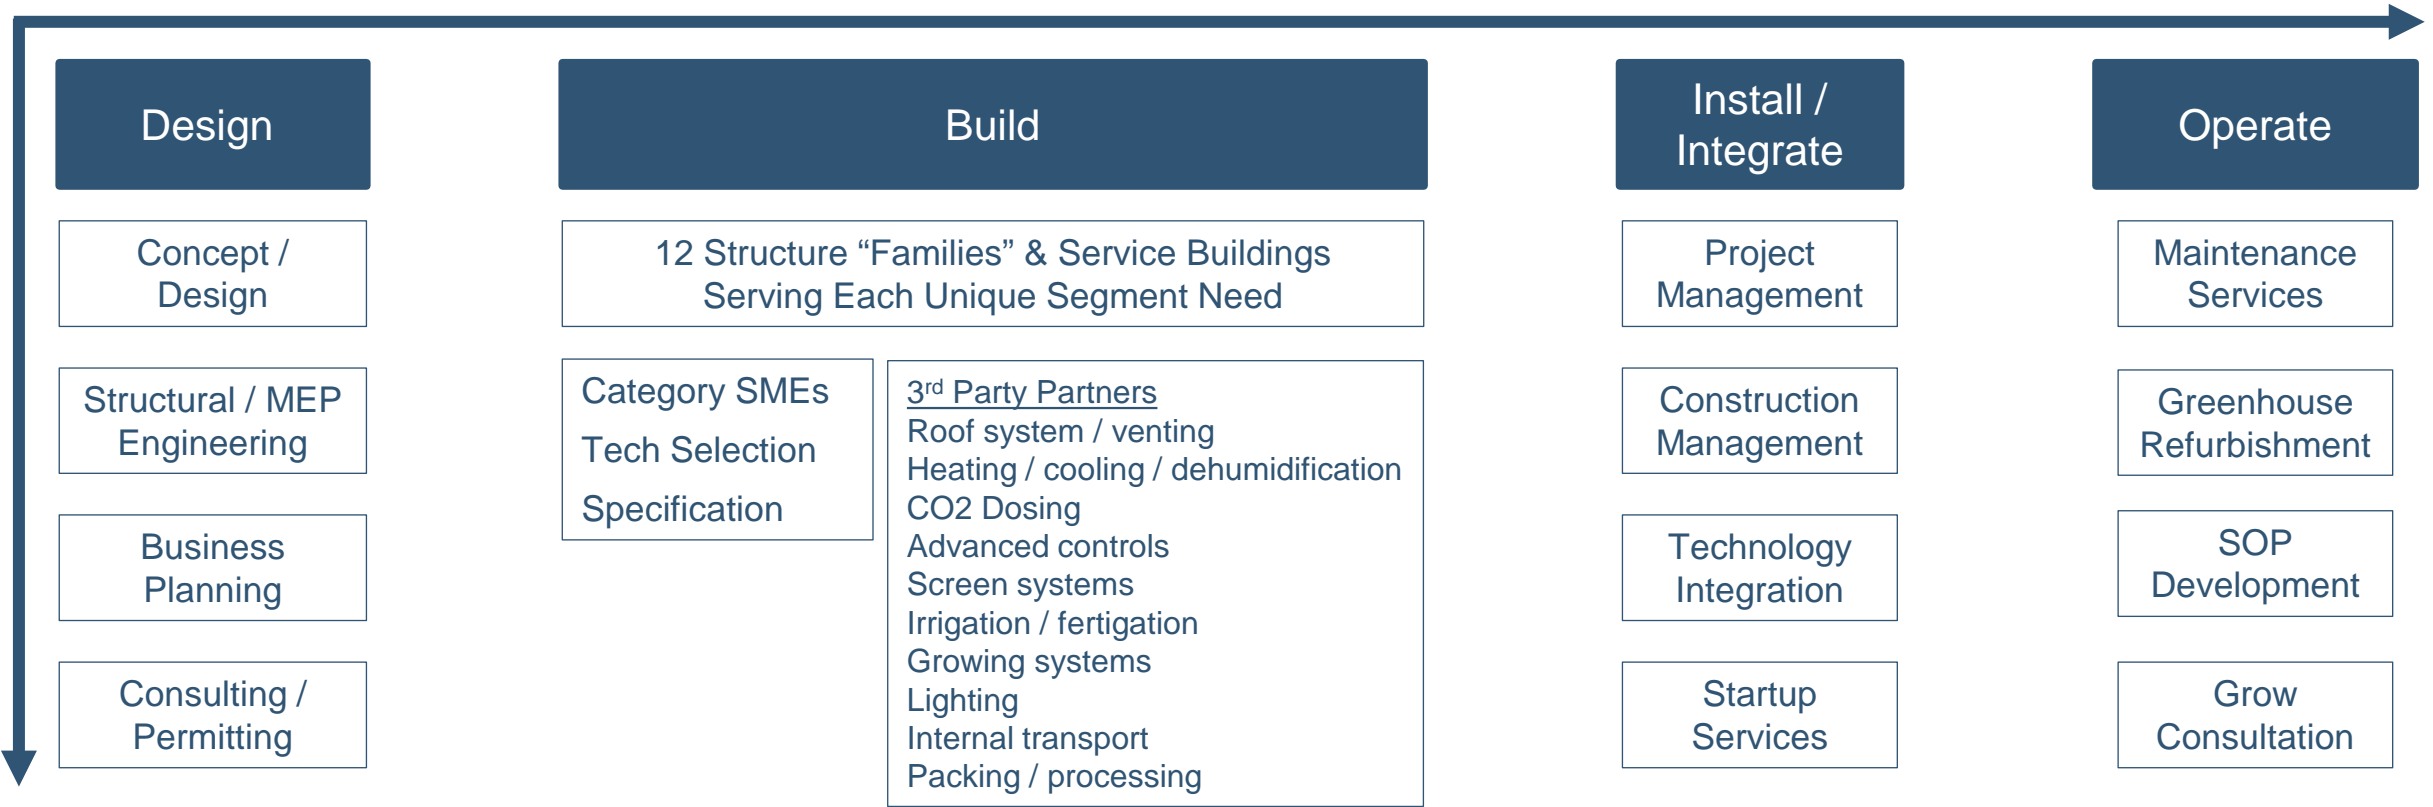 Design
Concept /
Design
Structural / MEP
Engineering
Business
Planning
Consulting /
Permitting
Build
12 Structure “Families” & Service Buildings
Serving Each Unique Segment Need
Category SMEs
Tech Selection
Specification
3rd Party Partners
Roof system / venting
Heating / cooling / dehumidification
CO2 Dosing
Advanced controls
Screen systems
Irrigation / fertigation
Growing systems
Lighting
Internal transport
Packing / processing
Install /
Integrate
Project
Management
Construction
Management
Technology
Integration
Startup
Services
Operate
Maintenance
Services
Greenhouse
Refurbishment
SOP
Development
Grow
Consultation